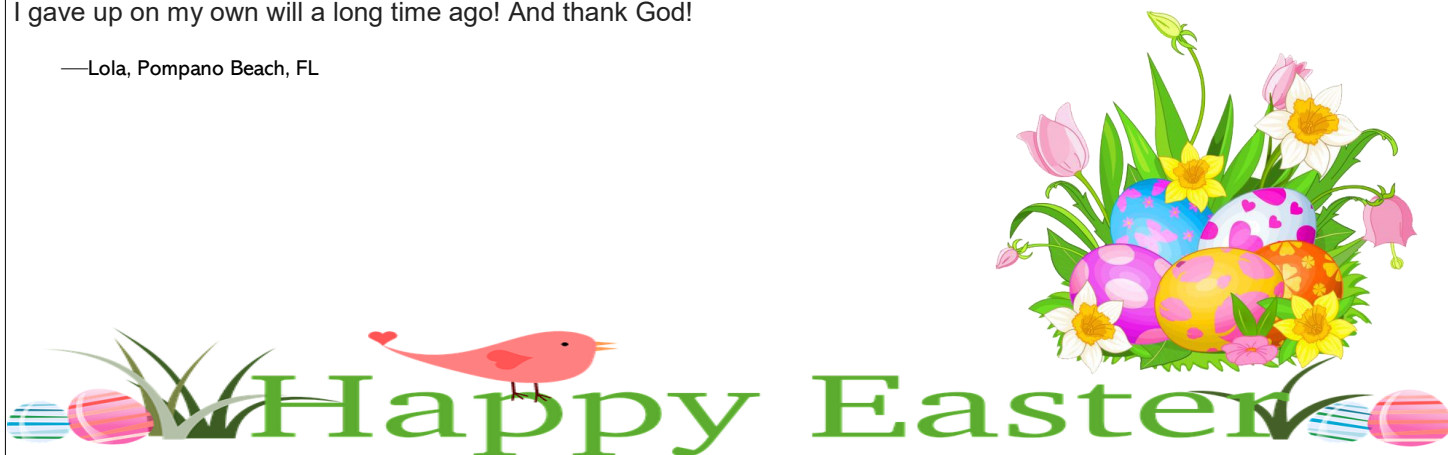 I gave up on my own will a long time ago! And thank God!
—Lola, Pompano Beach, FL
Happy Easter